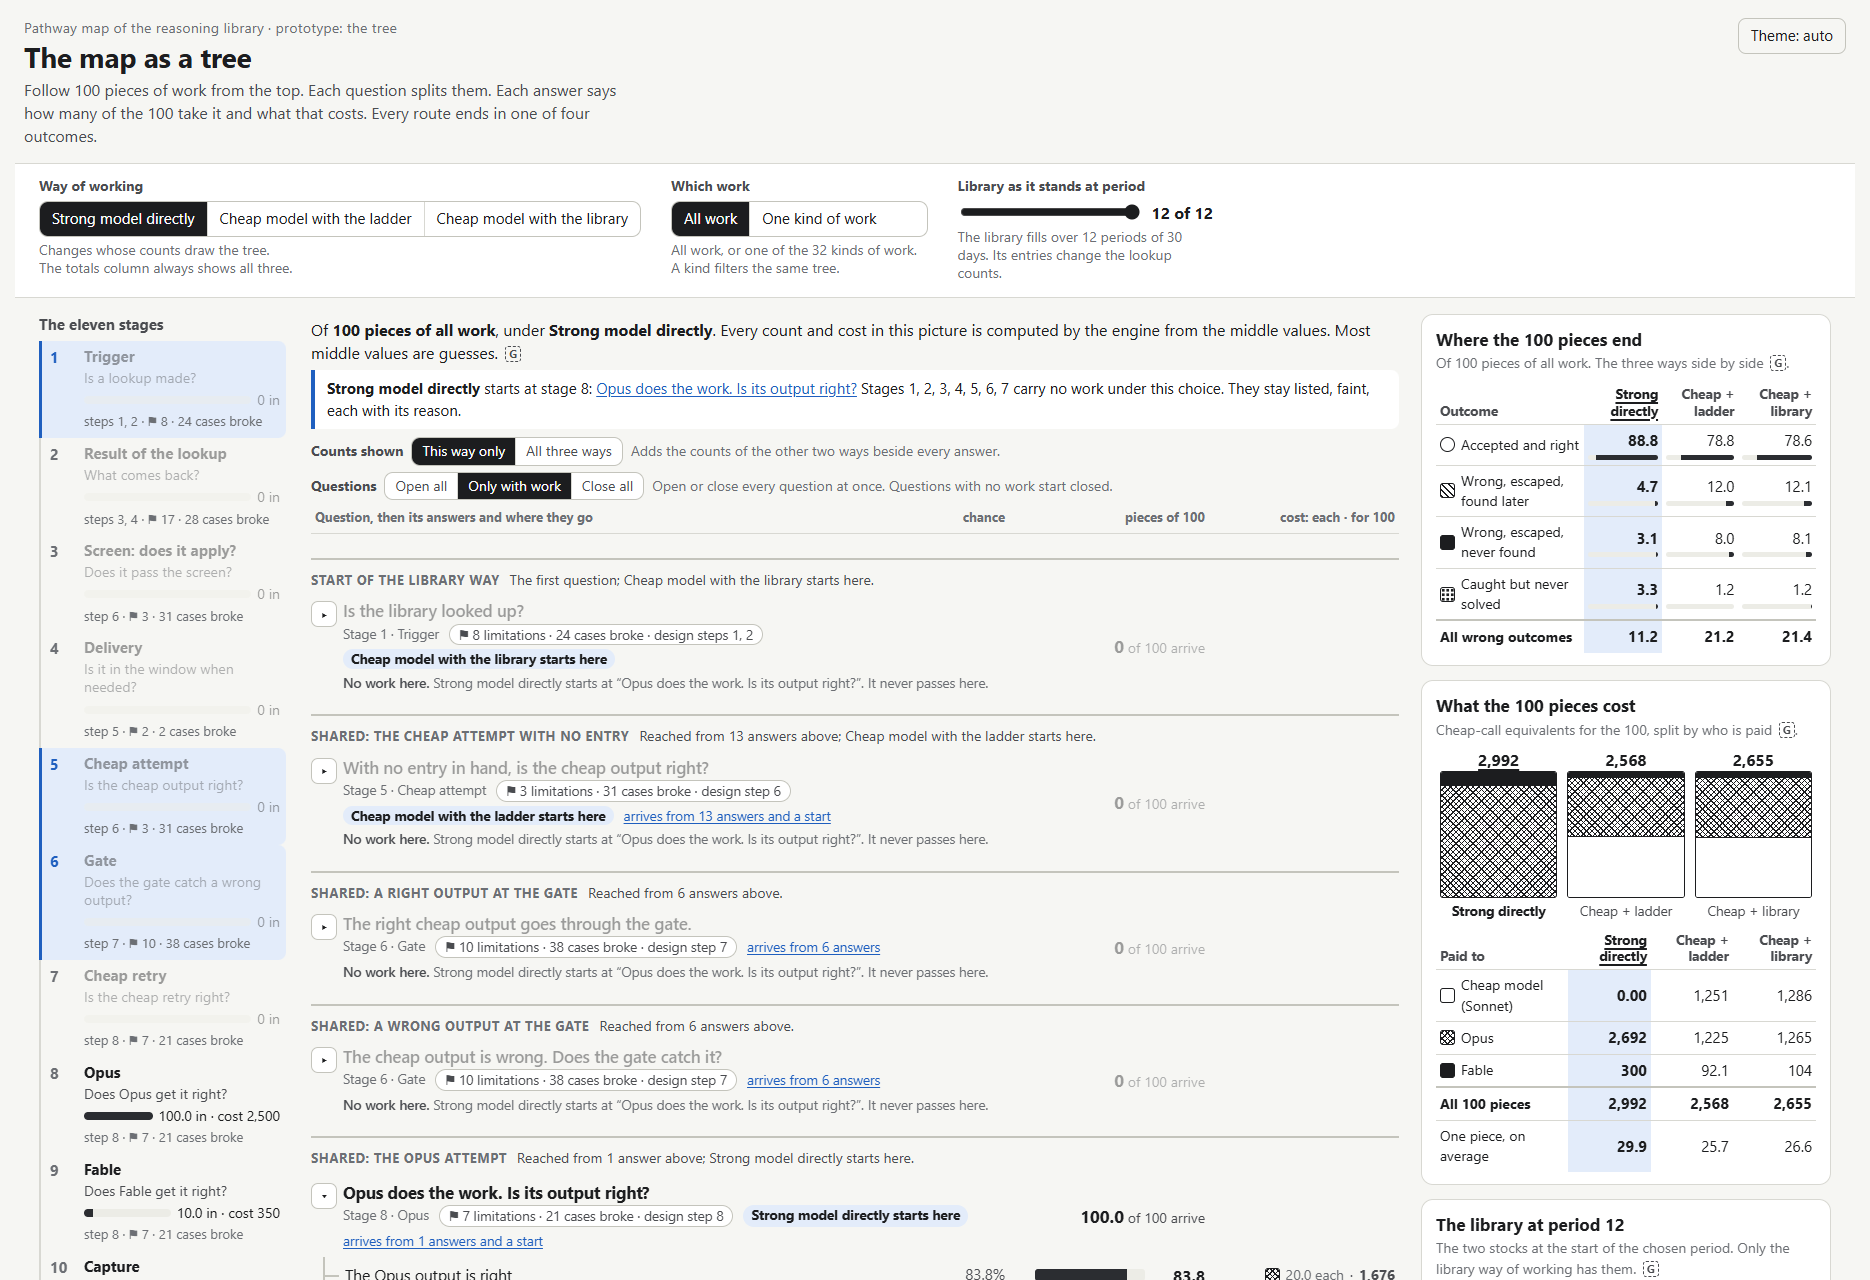 Pathway map of the reasoning library · prototype: the tree
Theme: auto
The map as a tree
Follow 100 pieces of work from the top. Each question splits them. Each answer says
how many of the 100 take it and what that costs. Every route ends in one of four
outcomes.
Way of working
Strong model directly
Cheap model with the ladder
Cheap model with the library
Changes whose counts draw the tree.
The totals column always shows all three.
Which work
All work
One kind of work
All work, or one of the 32 kinds of work.
A kind filters the same tree.
Library as it stands at period
12 of 12
The library fills over 12 periods of 30
days. Its entries change the lookup
counts.
The eleven stages
1 Trigger
Is a lookup made?
0 in
steps 1, 2 · ⚑ 8 · 24 cases broke
2 Result of the lookup
What comes back?
0 in
steps 3, 4 · ⚑ 17 · 28 cases broke
3 Screen: does it apply?
Does it pass the screen?
0 in
step 6 · ⚑ 3 · 31 cases broke
4 Delivery
Is it in the window when
needed?
0 in
step 5 · ⚑ 2 · 2 cases broke
5 Cheap attempt
Is the cheap output right?
0 in
step 6 · ⚑ 3 · 31 cases broke
6 Gate
Does the gate catch a wrong
output?
0 in
step 7 · ⚑ 10 · 38 cases broke
7 Cheap retry
Is the cheap retry right?
0 in
step 8 · ⚑ 7 · 21 cases broke
8 Opus
Does Opus get it right?
100.0 in · cost 2,500
step 8 · ⚑ 7 · 21 cases broke
9 Fable
Does Fable get it right?
10.0 in · cost 350
step 8 · ⚑ 7 · 21 cases broke
10 Capture
Of 100 pieces of all work, under Strong model directly. Every count and cost in this picture is computed by the engine from the middle values. Most
middle values are guesses. G
Strong model directly starts at stage 8: Opus does the work. Is its output right? Stages 1, 2, 3, 4, 5, 6, 7 carry no work under this choice. They stay listed, faint,
each with its reason.
Counts shown This way only All three ways Adds the counts of the other two ways beside every answer.
Questions Open all Only with work Close all Open or close every question at once. Questions with no work start closed.
Question, then its answers and where they go chance pieces of 100 cost: each · for 100
START OF THE LIBRARY WAY The first question; Cheap model with the library starts here.
Is the library looked up?
Stage 1 · Trigger ⚑ 8 limitations · 24 cases broke · design steps 1, 2
0 of 100 arrive
Cheap model with the library starts here
No work here. Strong model directly starts at “Opus does the work. Is its output right?”. It never passes here.
SHARED: THE CHEAP ATTEMPT WITH NO ENTRY Reached from 13 answers above; Cheap model with the ladder starts here.
With no entry in hand, is the cheap output right?
Stage 5 · Cheap attempt ⚑ 3 limitations · 31 cases broke · design step 6
0 of 100 arrive
Cheap model with the ladder starts here arrives from 13 answers and a start
No work here. Strong model directly starts at “Opus does the work. Is its output right?”. It never passes here.
SHARED: A RIGHT OUTPUT AT THE GATE Reached from 6 answers above.
The right cheap output goes through the gate.
Stage 6 · Gate ⚑ 10 limitations · 38 cases broke · design step 7 arrives from 6 answers
0 of 100 arrive
No work here. Strong model directly starts at “Opus does the work. Is its output right?”. It never passes here.
SHARED: A WRONG OUTPUT AT THE GATE Reached from 6 answers above.
The cheap output is wrong. Does the gate catch it?
Stage 6 · Gate ⚑ 10 limitations · 38 cases broke · design step 7 arrives from 6 answers
0 of 100 arrive
No work here. Strong model directly starts at “Opus does the work. Is its output right?”. It never passes here.
SHARED: THE OPUS ATTEMPT Reached from 1 answer above; Strong model directly starts here.
Opus does the work. Is its output right?
Stage 8 · Opus ⚑ 7 limitations · 21 cases broke · design step 8 Strong model directly starts here
100.0 of 100 arrive
arrives from 1 answers and a start
The Opus output is right 83.8% 83.8 20.0 each · 1,676
Where the 100 pieces end
Of 100 pieces of all work. The three ways side by side G.
Outcome Strong directly Cheap + ladder Cheap + library
Accepted and right 88.8 78.8 78.6
Wrong, escaped, found later 4.7 12.0 12.1
Wrong, escaped, never found 3.1 8.0 8.1
Caught but never solved 3.3 1.2 1.2
All wrong outcomes 11.2 21.2 21.4
What the 100 pieces cost
Cheap-call equivalents for the 100, split by who is paid G.
2,992 2,568 2,655
Strong directly Cheap + ladder Cheap + library
Paid to Strong directly Cheap + ladder Cheap + library
Cheap model (Sonnet) 0.00 1,251 1,286
Opus 2,692 1,225 1,265
Fable 300 92.1 104
All 100 pieces 2,992 2,568 2,655
One piece, on average 29.9 25.7 26.6
The library at period 12
The two stocks at the start of the chosen period. Only the
library way of working has them. G